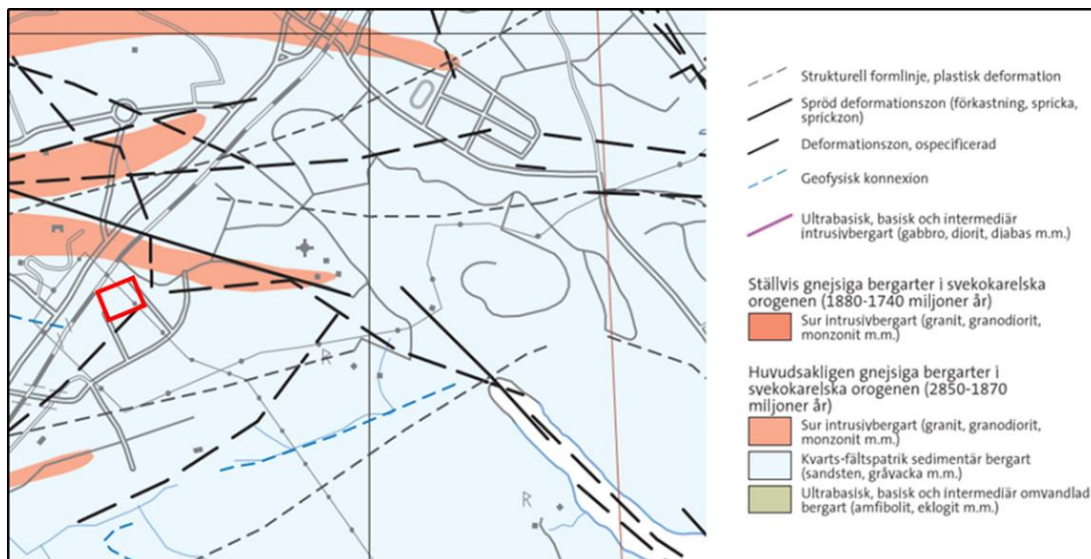 Strukturell formlinje, plastisk deformation
Spröd deformationszon (förkastning, spricka,
sprickzon)
Deformationszon, ospecificerad
Geofysisk konnexion
Ultrabasisk, basisk och intermediär
intrusivbergart (gabbro, diorit, diabas m.m.)
Ställvis gnejsiga bergarter i svekokarelska
orogenen (1880-1740 miljoner år)
Sur intrusivbergart (granit, granodiorit,
monzonit m.m.)
Huvudsakligen gnejsiga bergarter i
svekokarelska orogenen (2850-1870
miljoner år)
Sur intrusivbergart (granit, granodiorit,
monzonit m.m.)
Kvarts-fältspatrik sedimentär bergart
(sandsten, gråvacka m.m.)
Ultrabasisk, basisk och intermediär omvandlad
bergart (amfibolit, eklogit m.m.)